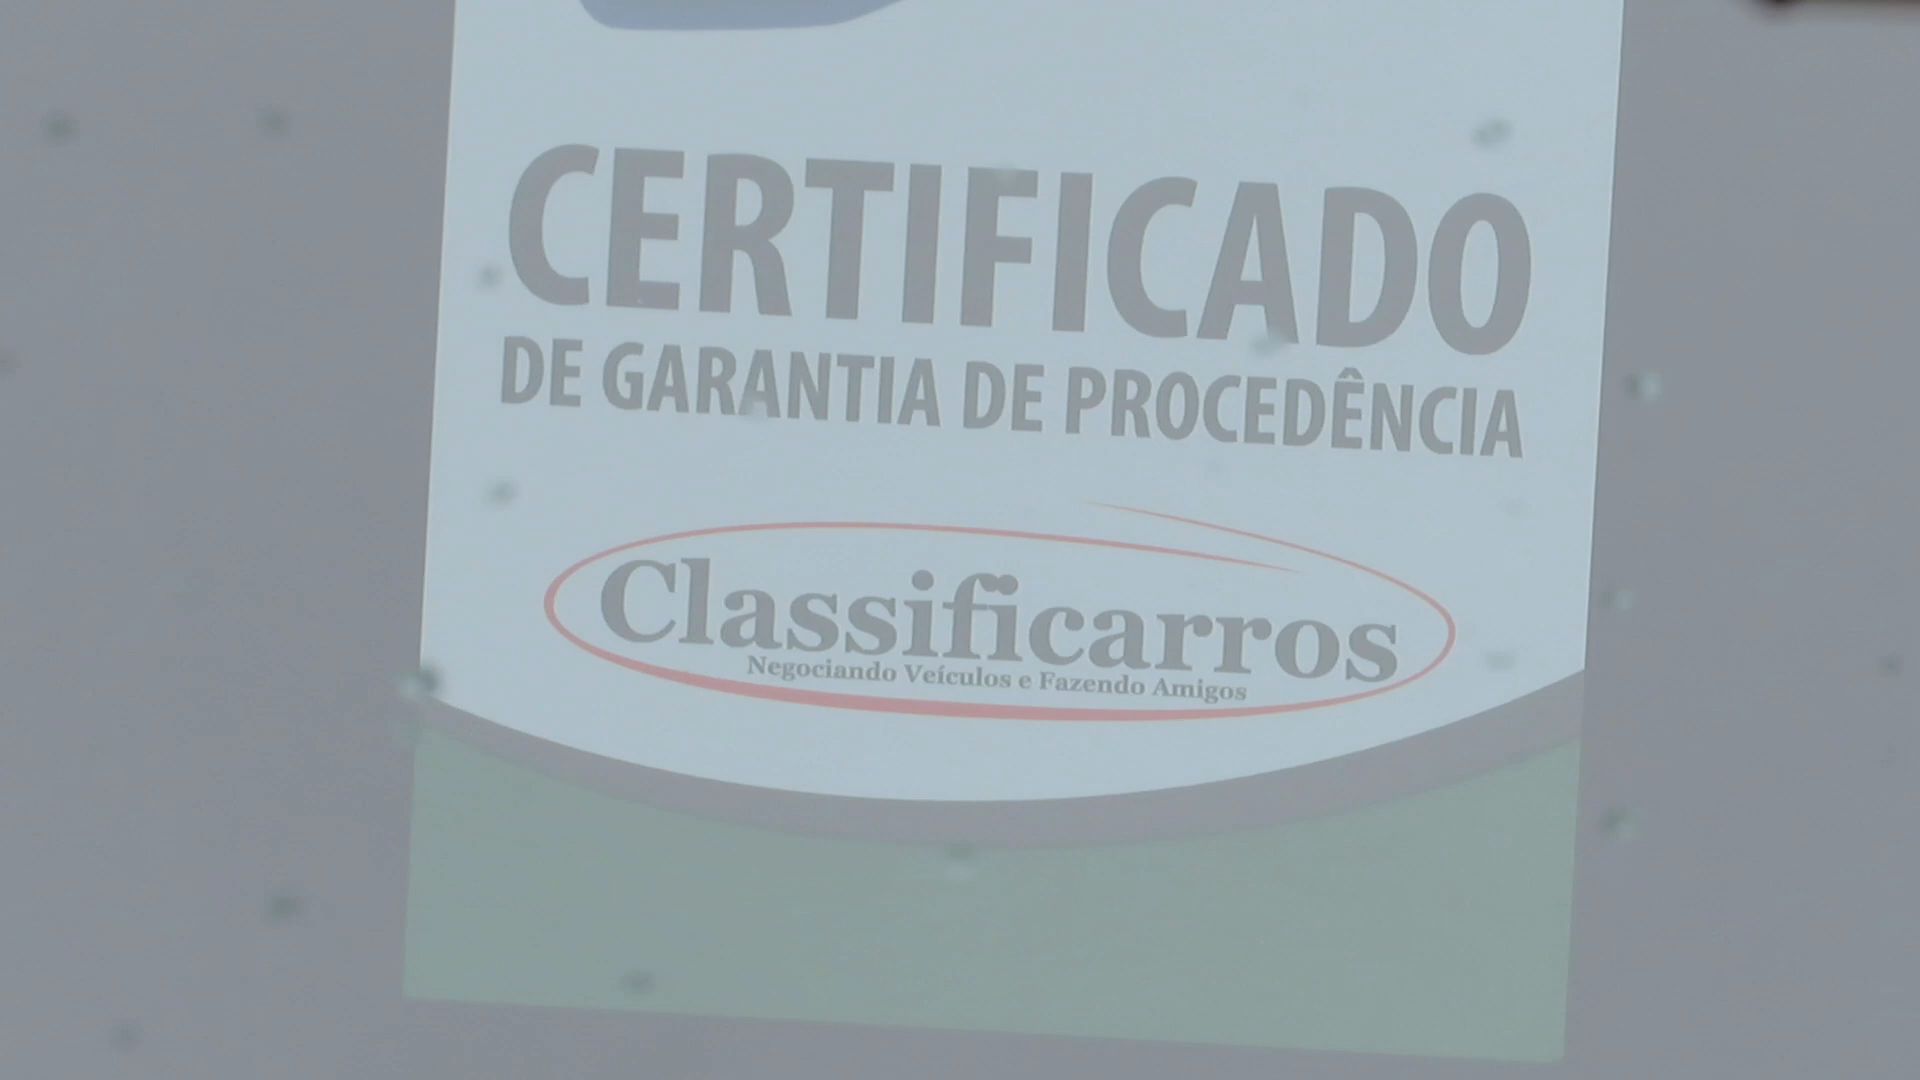 CERTIFICADO
DE GARANTIA DE PROCEDÊNCIA
Classificarros
Negociando Veículos e Fazendo Amigos